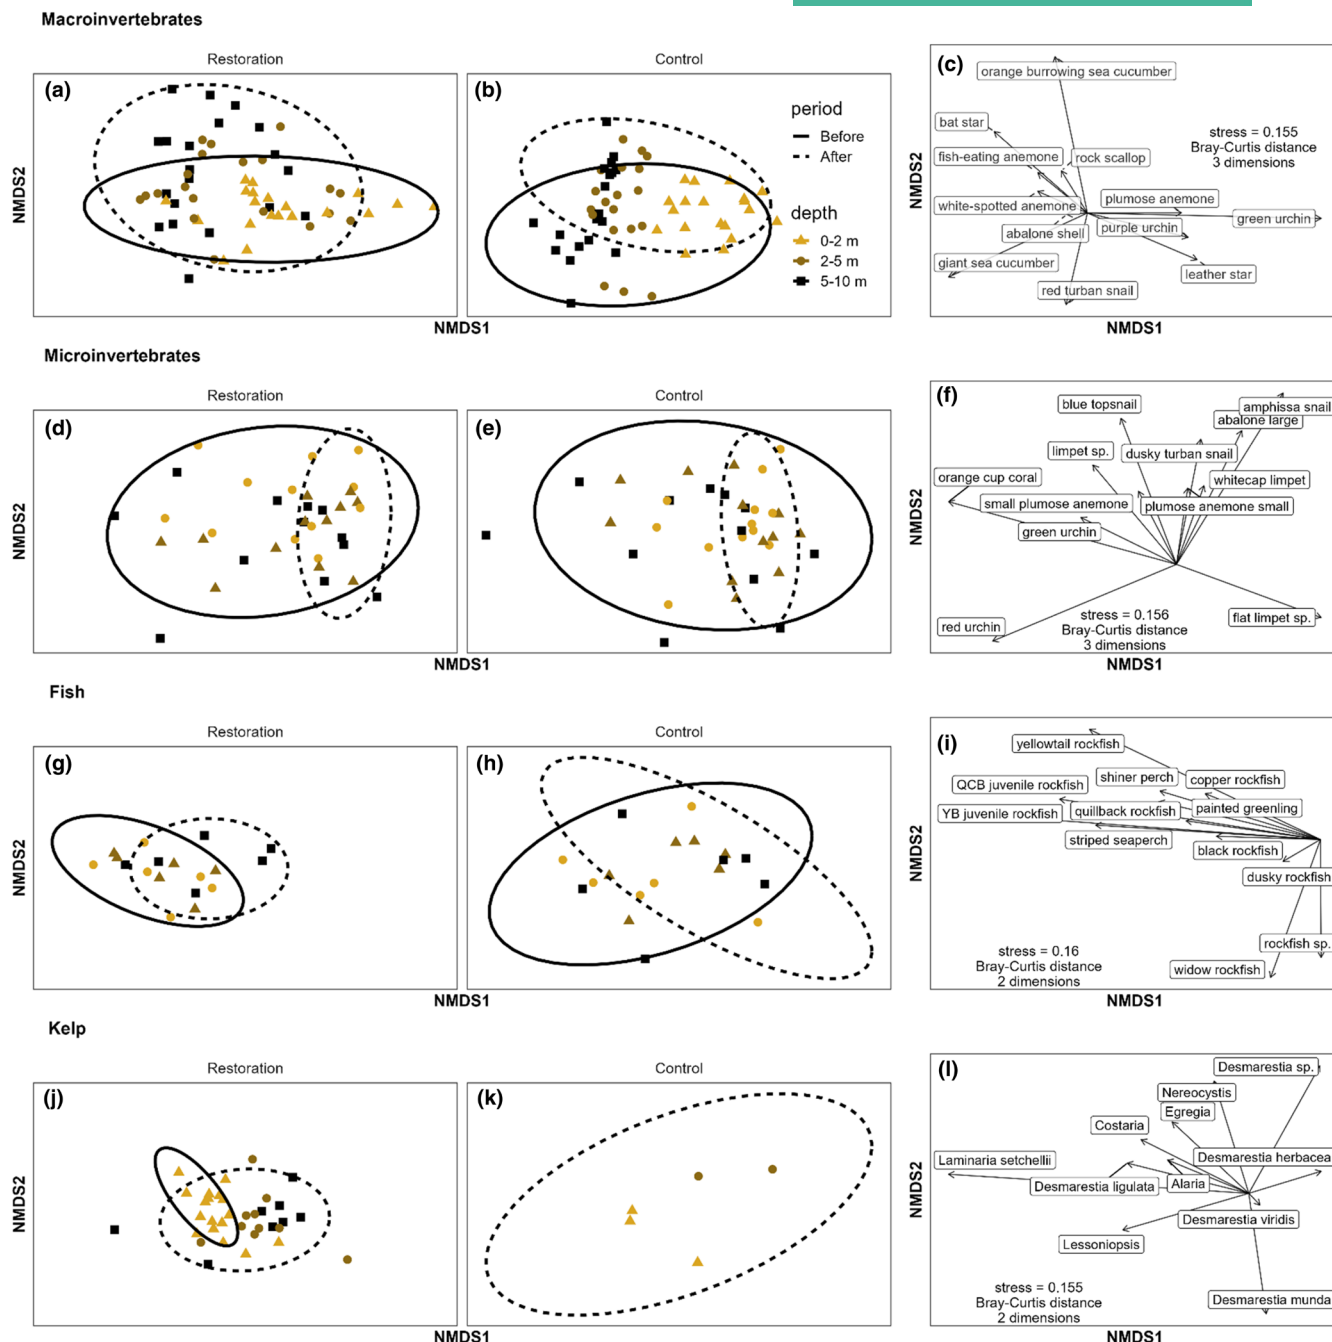 Macroinvertebrates
Restoration
Control
(a)
(b)
(c)
period
Before
After
depth
0-2 m
2-5 m
5-10 m
NMDS2
NMDS1
orange burrowing sea cucumber
bat star
stress = 0.155
Bray-Curtis distance
3 dimensions
fish-eating anemone
rock scallop
white-spotted anemone
plumose anemone
green urchin
abalone shell
purple urchin
giant sea cucumber
leather star
red turban snail
NMDS2
NMDS1
Microinvertebrates
Restoration
Control
(d)
(e)
(f)
NMDS2
NMDS1
blue topsnail
amphissa snail
abalone large
limpet sp.
dusky turban snail
orange cup coral
whitecap limpet
small plumose anemone
plumose anemone small
green urchin
red urchin
stress = 0.156
Bray-Curtis distance
3 dimensions
flat limpet sp.
NMDS2
NMDS1
Fish
Restoration
Control
(g)
(h)
(i)
NMDS2
NMDS1
yellowtail rockfish
QCB juvenile rockfish
shiner perch
copper rockfish
YB juvenile rockfish
quillback rockfish
painted greenling
striped seaperch
black rockfish
dusky rockfish
rockfish sp.
stress = 0.16
Bray-Curtis distance
2 dimensions
widow rockfish
NMDS2
NMDS1
Kelp
Restoration
Control
(j)
(k)
(l)
NMDS2
NMDS1
Desmarestia sp.
Nereocystis
Egregia
Costaria
Laminaria setchellii
Desmarestia herbacea
Desmarestia ligulata
Alaria
Desmarestia viridis
Lessoniopsis
stress = 0.155
Bray-Curtis distance
2 dimensions
Desmarestia munda
NMDS2
NMDS1